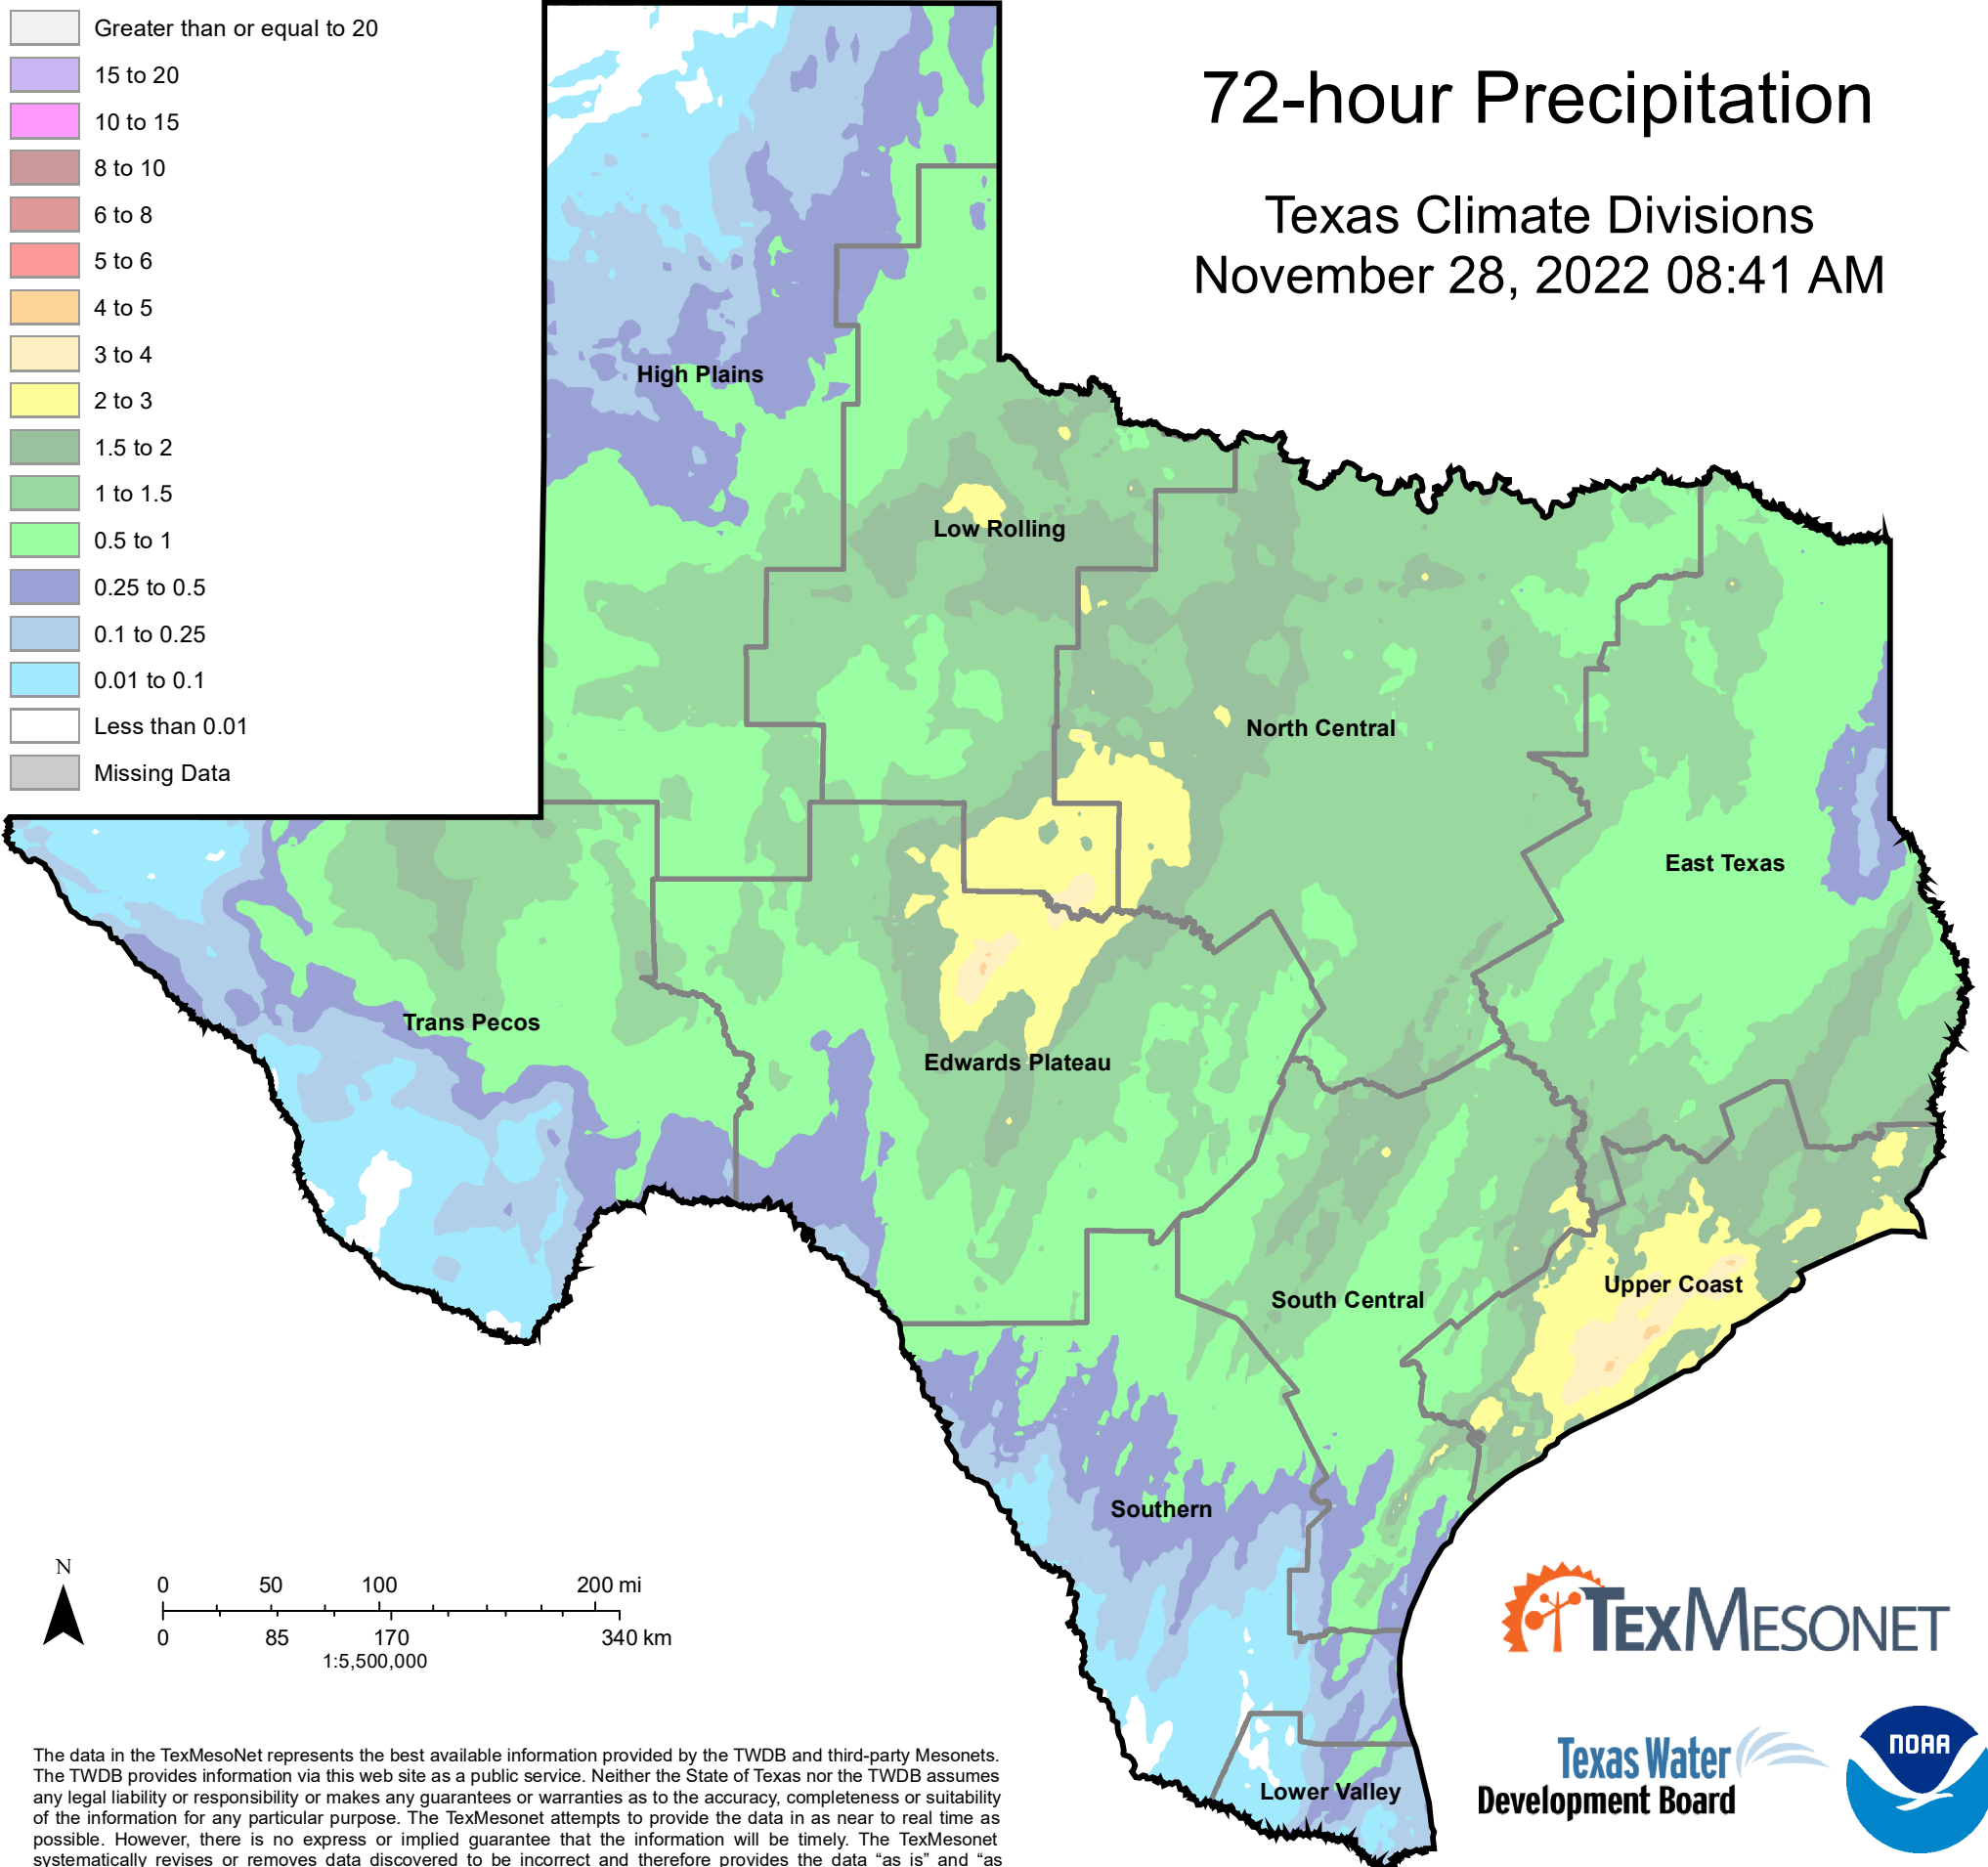 Greater than or equal to 20
15 to 20
10 to 15
8 to 10
6 to 8
5 to 6
4 to 5
3 to 4
2 to 3
1.5 to 2
1 to 1.5
0.5 to 1
0.25 to 0.5
0.1 to 0.25
0.01 to 0.1
Less than 0.01
Missing Data
72-hour Precipitation
Texas Climate Divisions
November 28, 2022 08:41 AM
High Plains
Low Rolling
North Central
East Texas
Trans Pecos
Edwards Plateau
Upper Coast
South Central
Southern
Lower Valley
N
0 50 100 200 mi
0 85 170 340 km
1:5,500,000
TEXMESONET
Texas Water
Development Board
NOAA
The data in the TexMesoNet represents the best available information provided by the TWDB and third-party Mesonets.
The TWDB provides information via this web site as a public service. Neither the State of Texas nor the TWDB assumes
any legal liability or responsibility or makes any guarantees or warranties as to the accuracy, completeness or suitability
of the information for any particular purpose. The TexMesonet attempts to provide the data in as near to real time as
possible. However, there is no express or implied guarantee that the information will be timely. The TexMesonet
systematically revises or removes data discovered to be incorrect and therefore provides the data “as is” and “as